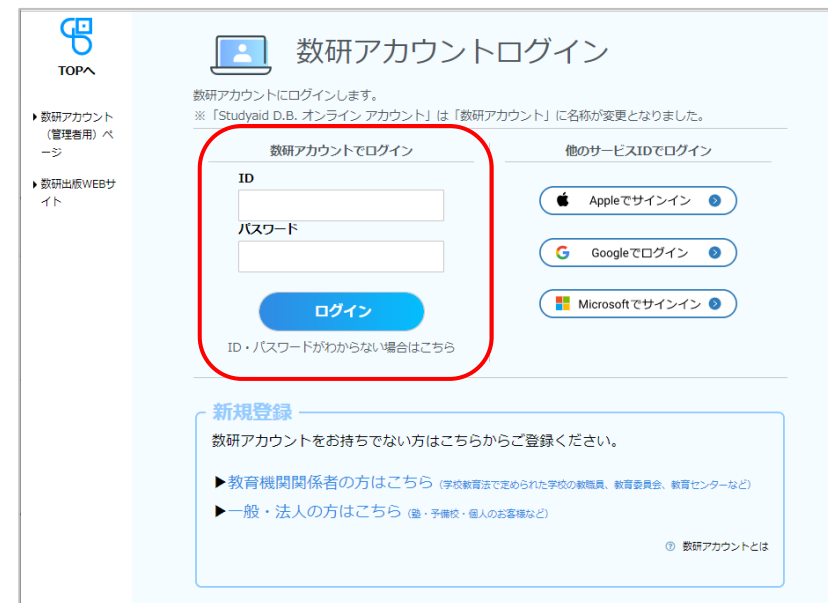 TOPへ
▶数研アカウント
（管理者用）ペ
ージ
▶数研出版WEBサ
イト
数研アカウントログイン
数研アカウントにログインします。
※「Studyaid D.B. オンライン アカウント」は「数研アカウント」に名称が変更となりました。
数研アカウントでログイン
ID
パスワード
ログイン
ID・パスワードがわからない場合はこちら
他のサービスIDでログイン
Appleでサインイン
Googleでログイン
Microsoftでサインイン
新規登録
数研アカウントをお持ちでない方はこちらからご登録ください。
▶教育機関関係者の方はこちら（学校教育法で定められた学校の教職員、教育委員会、教育センターなど）
▶一般・法人の方はこちら（塾・予備校・個人のお客様など）
? 数研アカウントとは